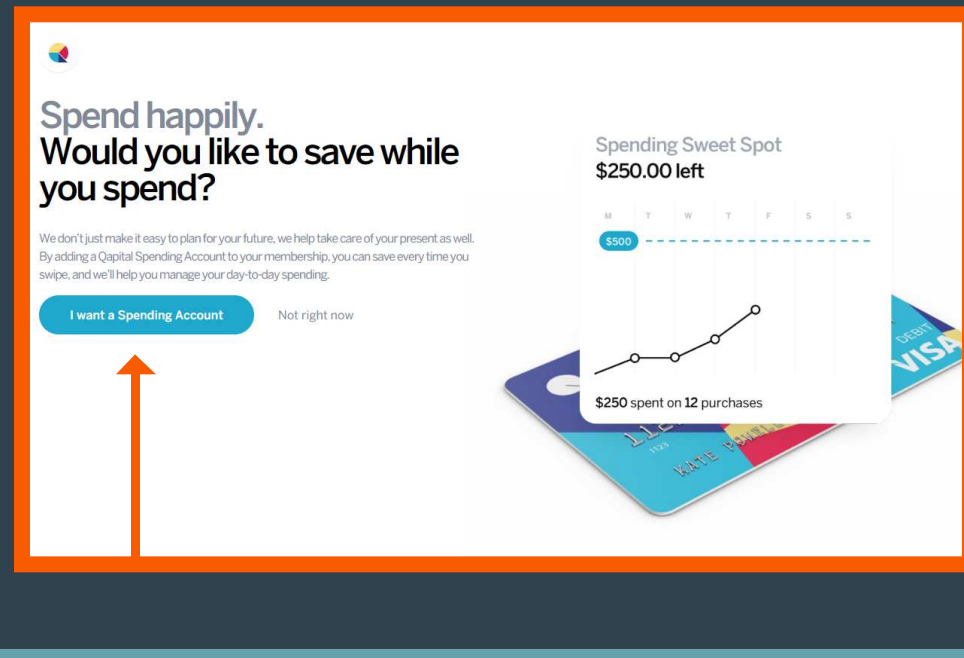 Spend happily.
Would you like to save while
you spend?
We don't just make it easy to plan for your future, we help take care of your present as well.
By adding a Qapital Spending Account to your membership, you can save every time you
swipe, and we'll help you manage your day-to-day spending.
I want a Spending Account
Not right now
Spending Sweet Spot
$250.00 left
M T W T F S S
$500
$250 spent on 12 purchases
DEBIT
VISA
1123
KATE